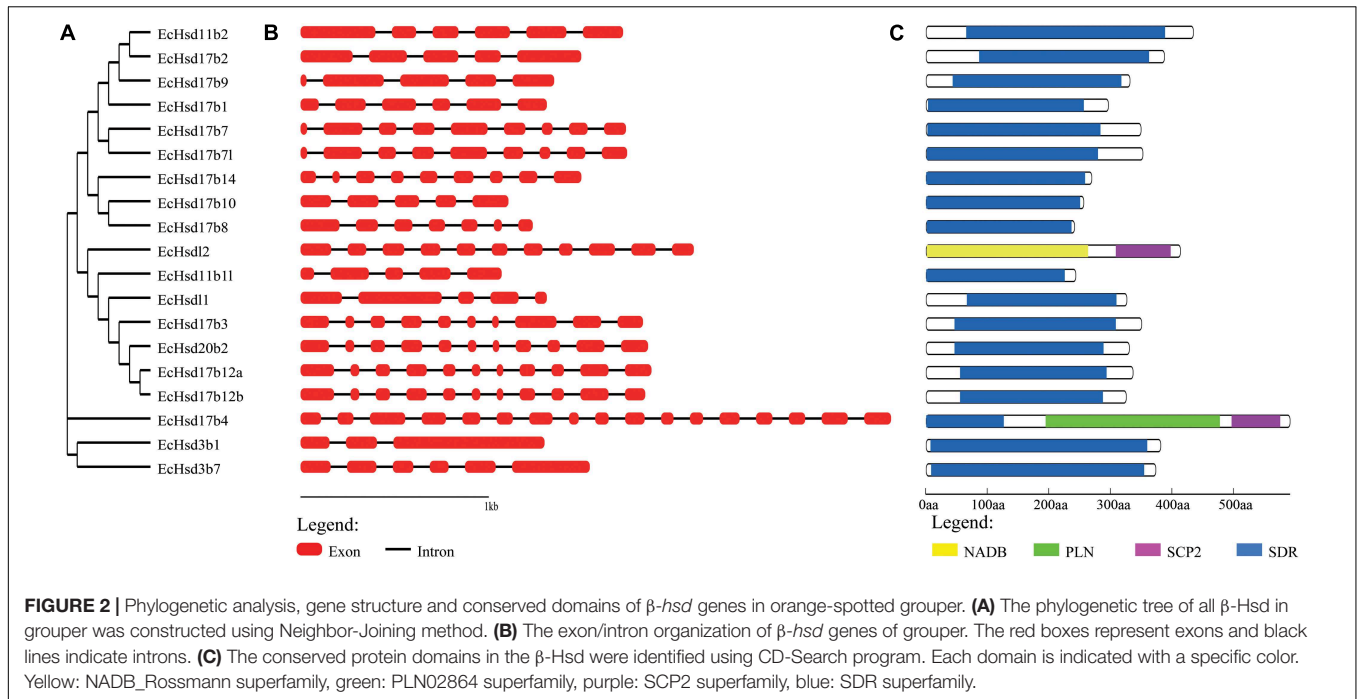 A
B
C
EcHsd11b2
EcHsd17b2
EcHsd17b9
EcHsd17b1
EcHsd17b7
EcHsd17b7l
EcHsd17b14
EcHsd17b10
EcHsd17b8
EcHsdl2
EcHsd11b1l
EcHsdl1
EcHsd17b3
EcHsd20b2
EcHsd17b12a
EcHsd17b12b
EcHsd17b4
EcHsd3b1
EcHsd3b7
1kb
Legend:
Exon Intron
0aa 100aa 200aa 300aa 400aa 500aa
Legend:
NADB PLN SCP2 SDR
FIGURE 2 | Phylogenetic analysis, gene structure and conserved domains of β-hsd genes in orange-spotted grouper. (A) The phylogenetic tree of all β-Hsd in
grouper was constructed using Neighbor-Joining method. (B) The exon/intron organization of β-hsd genes of grouper. The red boxes represent exons and black
lines indicate introns. (C) The conserved protein domains in the β-Hsd were identified using CD-Search program. Each domain is indicated with a specific color.
Yellow: NADB_Rossmann superfamily, green: PLN02864 superfamily, purple: SCP2 superfamily, blue: SDR superfamily.